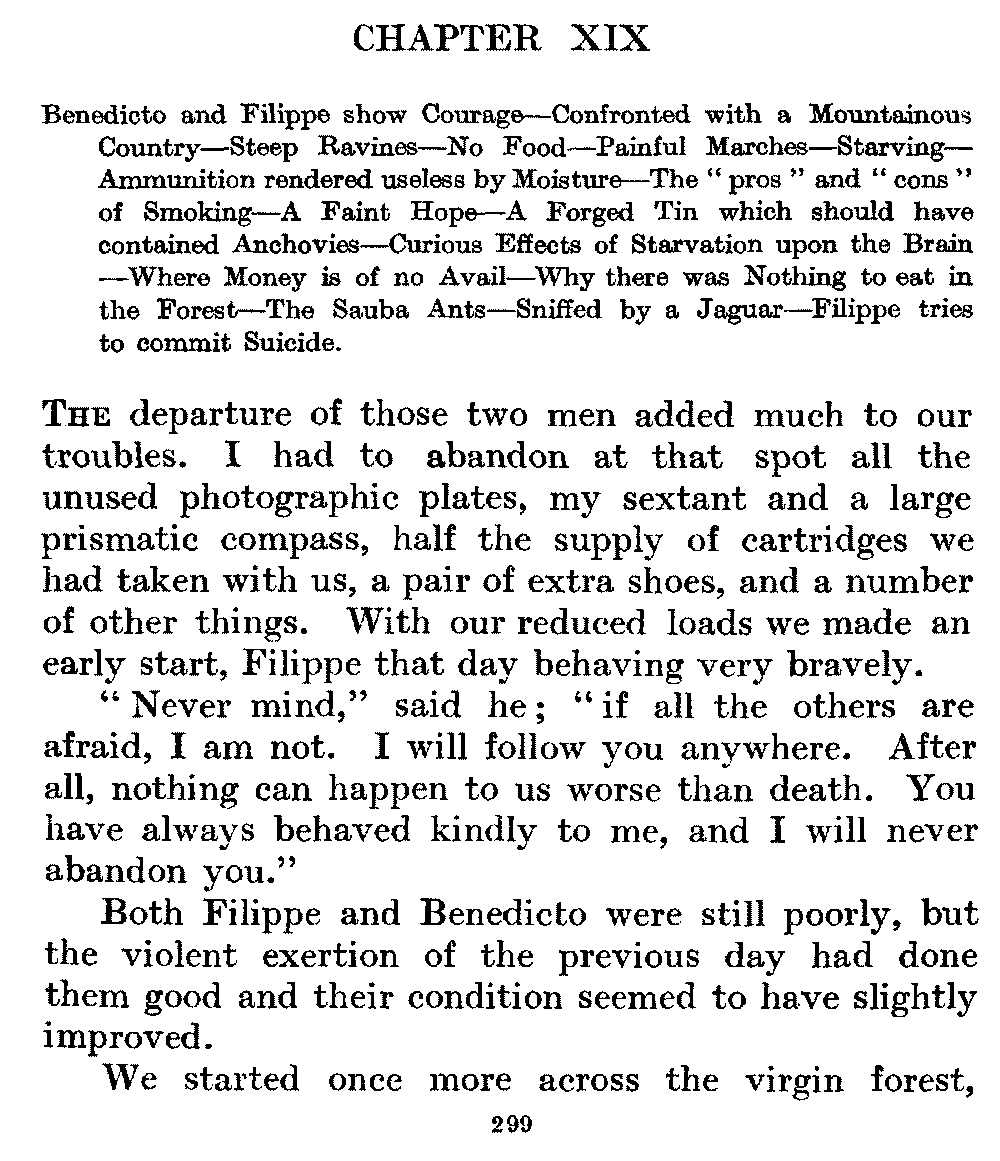 CHAPTER XIX
Benedicto and Filippe show Courage—Confronted with a Mountainous
Country—Steep Ravines—No Food—Painful Marches—Starving—
Ammunition rendered useless by Moisture—The “ pros ” and “ cons ”
of Smoking—A Faint Hope—A Forged Tin which should have
contained Anchovies—Curious Effects of Starvation upon the Brain
—Where Money is of no Avail—Why there was Nothing to eat in
the Forest—The Sauba Ants—Sniffed by a Jaguar—Filippe tries
to commit Suicide.
THE departure of those two men added much to our
troubles. I had to abandon at that spot all the
unused photographic plates, my sextant and a large
prismatic compass, half the supply of cartridges we
had taken with us, a pair of extra shoes, and a number
of other things. With our reduced loads we made an
early start, Filippe that day behaving very bravely.
“ Never mind,” said he ; “ if all the others are
afraid, I am not. I will follow you anywhere. After
all, nothing can happen to us worse than death. You
have always behaved kindly to me, and I will never
abandon you.”
Both Filippe and Benedicto were still poorly, but
the violent exertion of the previous day had done
them good and their condition seemed to have slightly
improved.
We started once more across the virgin forest,
299